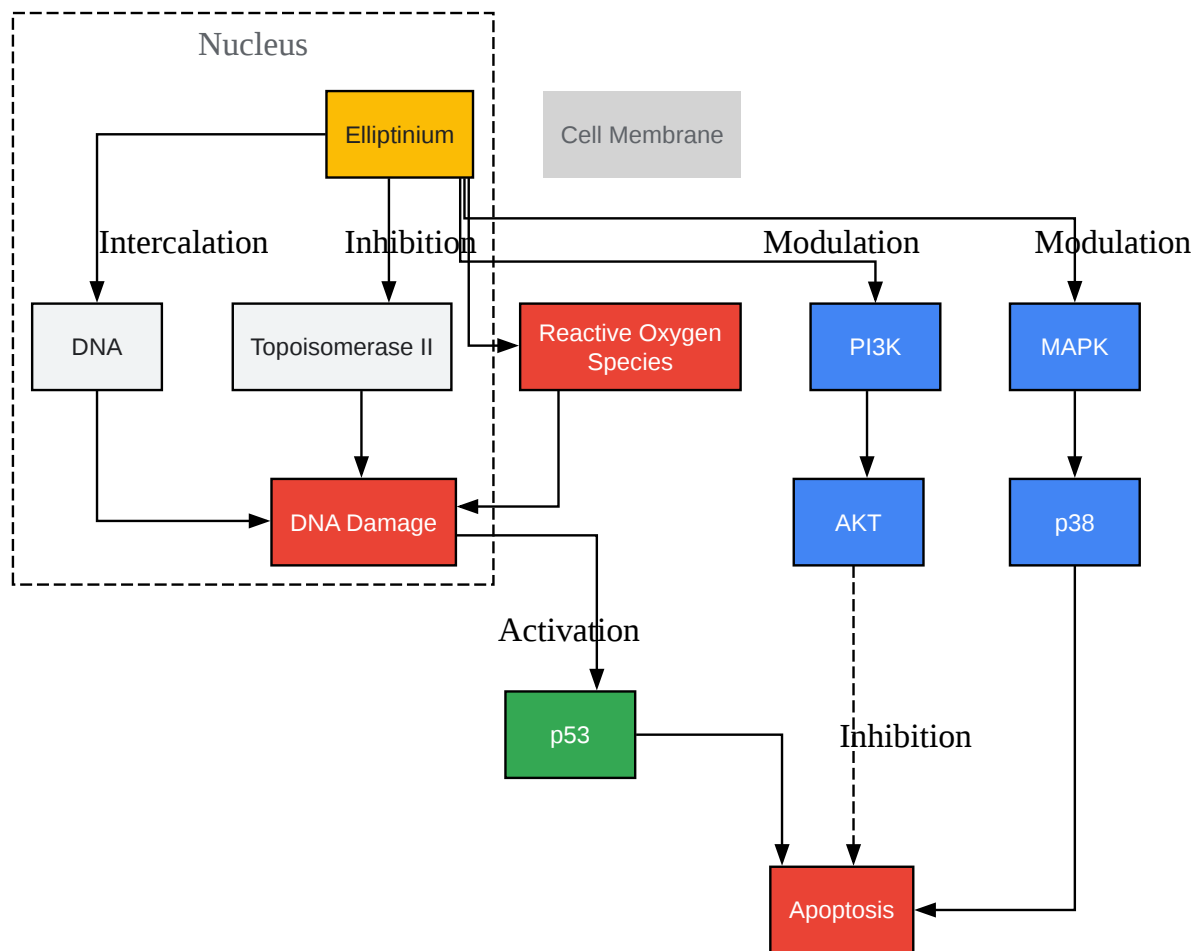 Nucleus
Elliptinium
Cell Membrane
Intercalation
Inhibition
Modulation
Modulation
DNA
Topoisomerase II
Reactive Oxygen
Species
PI3K
MAPK
DNA Damage
AKT
p38
Activation
p53
Inhibition
Apoptosis